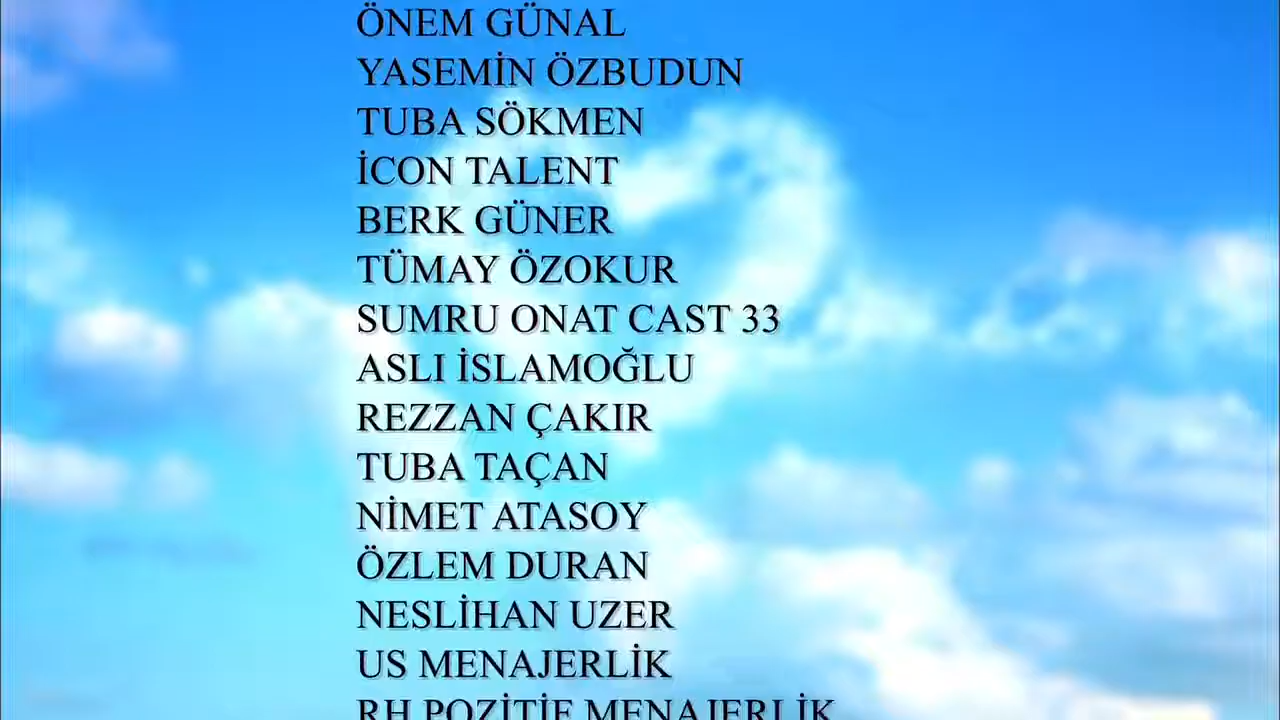 ÖNEM GÜNAL
YASEMİN ÖZBUDUN
TUBA SÖKMEN
İCON TALENT
BERK GÜNER
TÜMAY ÖZOKUR
SUMRU ONAT CAST 33
ASLI İSLAMOĞLU
REZZAN ÇAKIR
TUBA TAÇAN
NİMET ATASOY
ÖZLEM DURAN
NESLİHAN UZER
US MENAJERLİK
RH POZİTİF MENAJERLİK